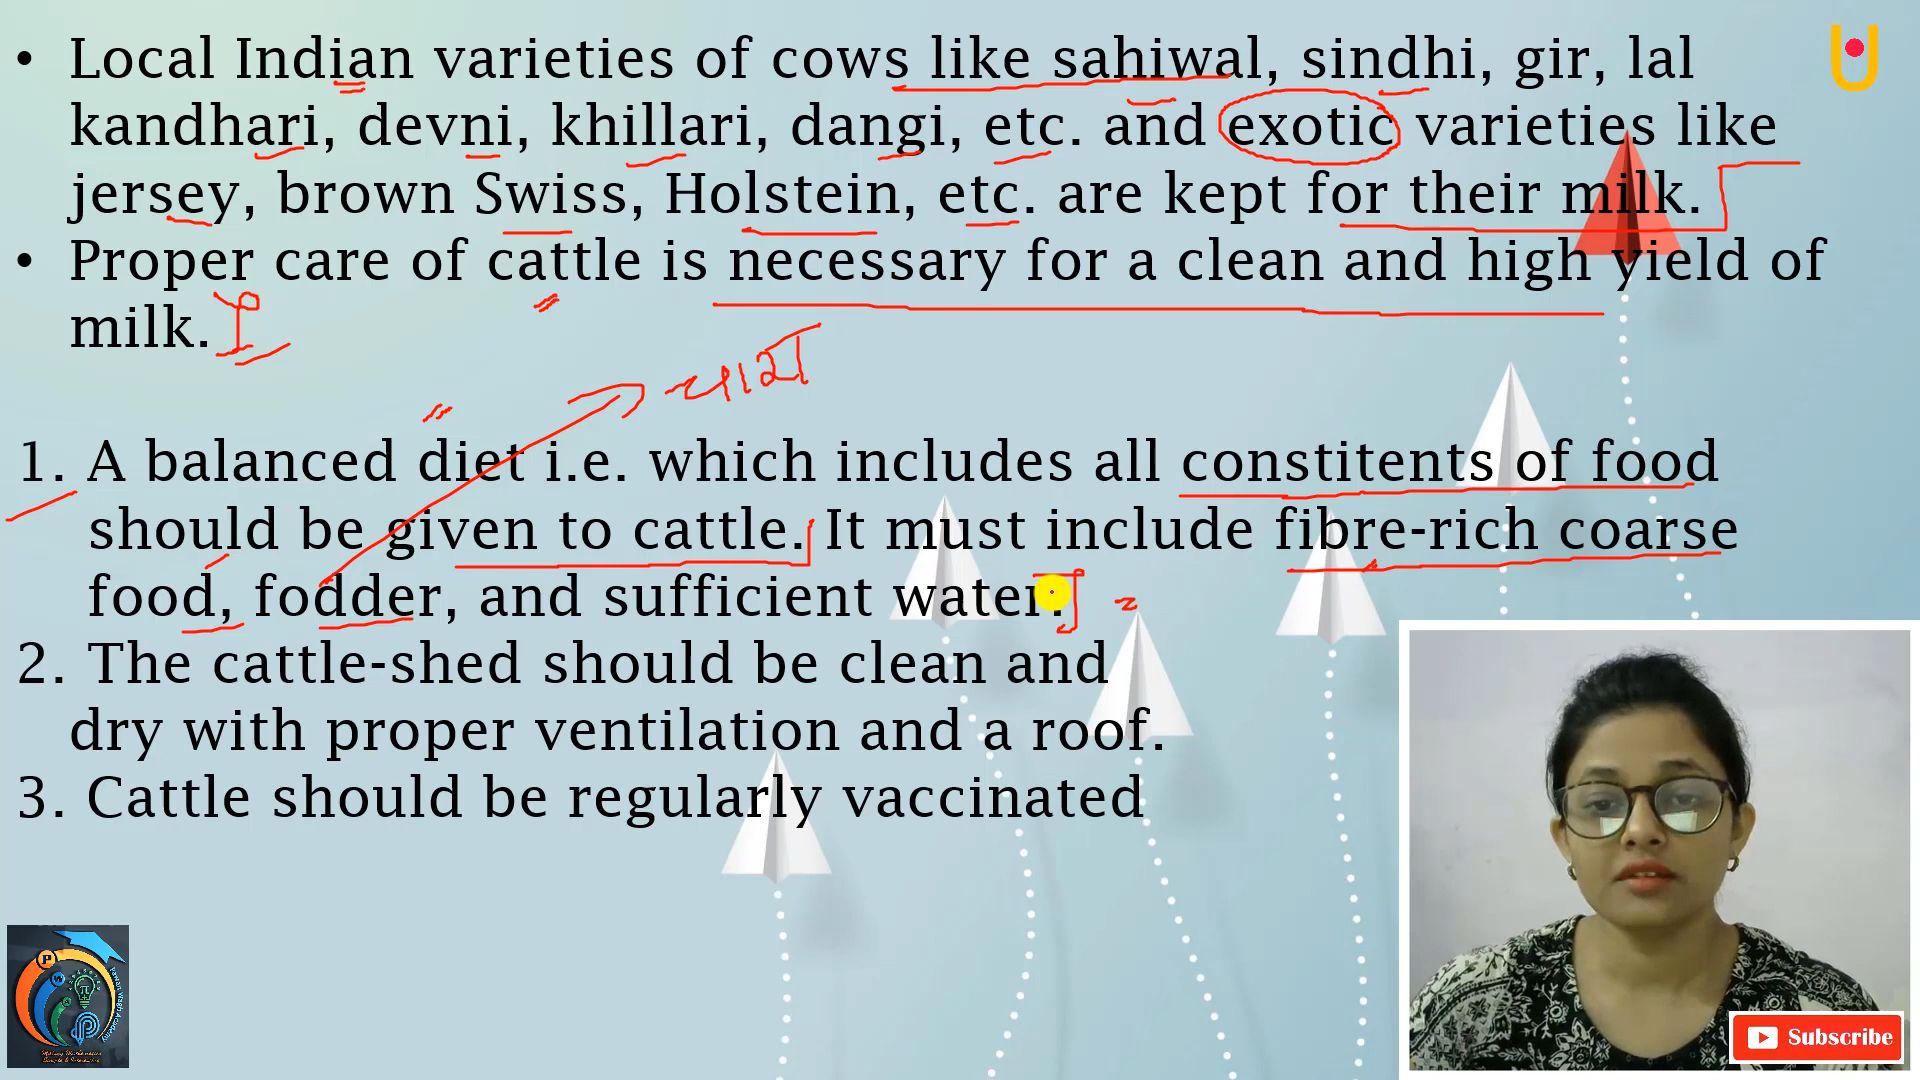 • Local Indian varieties of cows like sahiwal, sindhi, gir, lal
kandhari, devni, khillari, dangi, etc. and exotic varieties like
jersey, brown Swiss, Holstein, etc. are kept for their milk.
• Proper care of cattle is necessary for a clean and high yield of
milk.
1. A balanced diet i.e. which includes all constitents of food
should be given to cattle. It must include fibre-rich coarse
food, fodder, and sufficient water.
2. The cattle-shed should be clean and
dry with proper ventilation and a roof.
3. Cattle should be regularly vaccinated
Subscribe